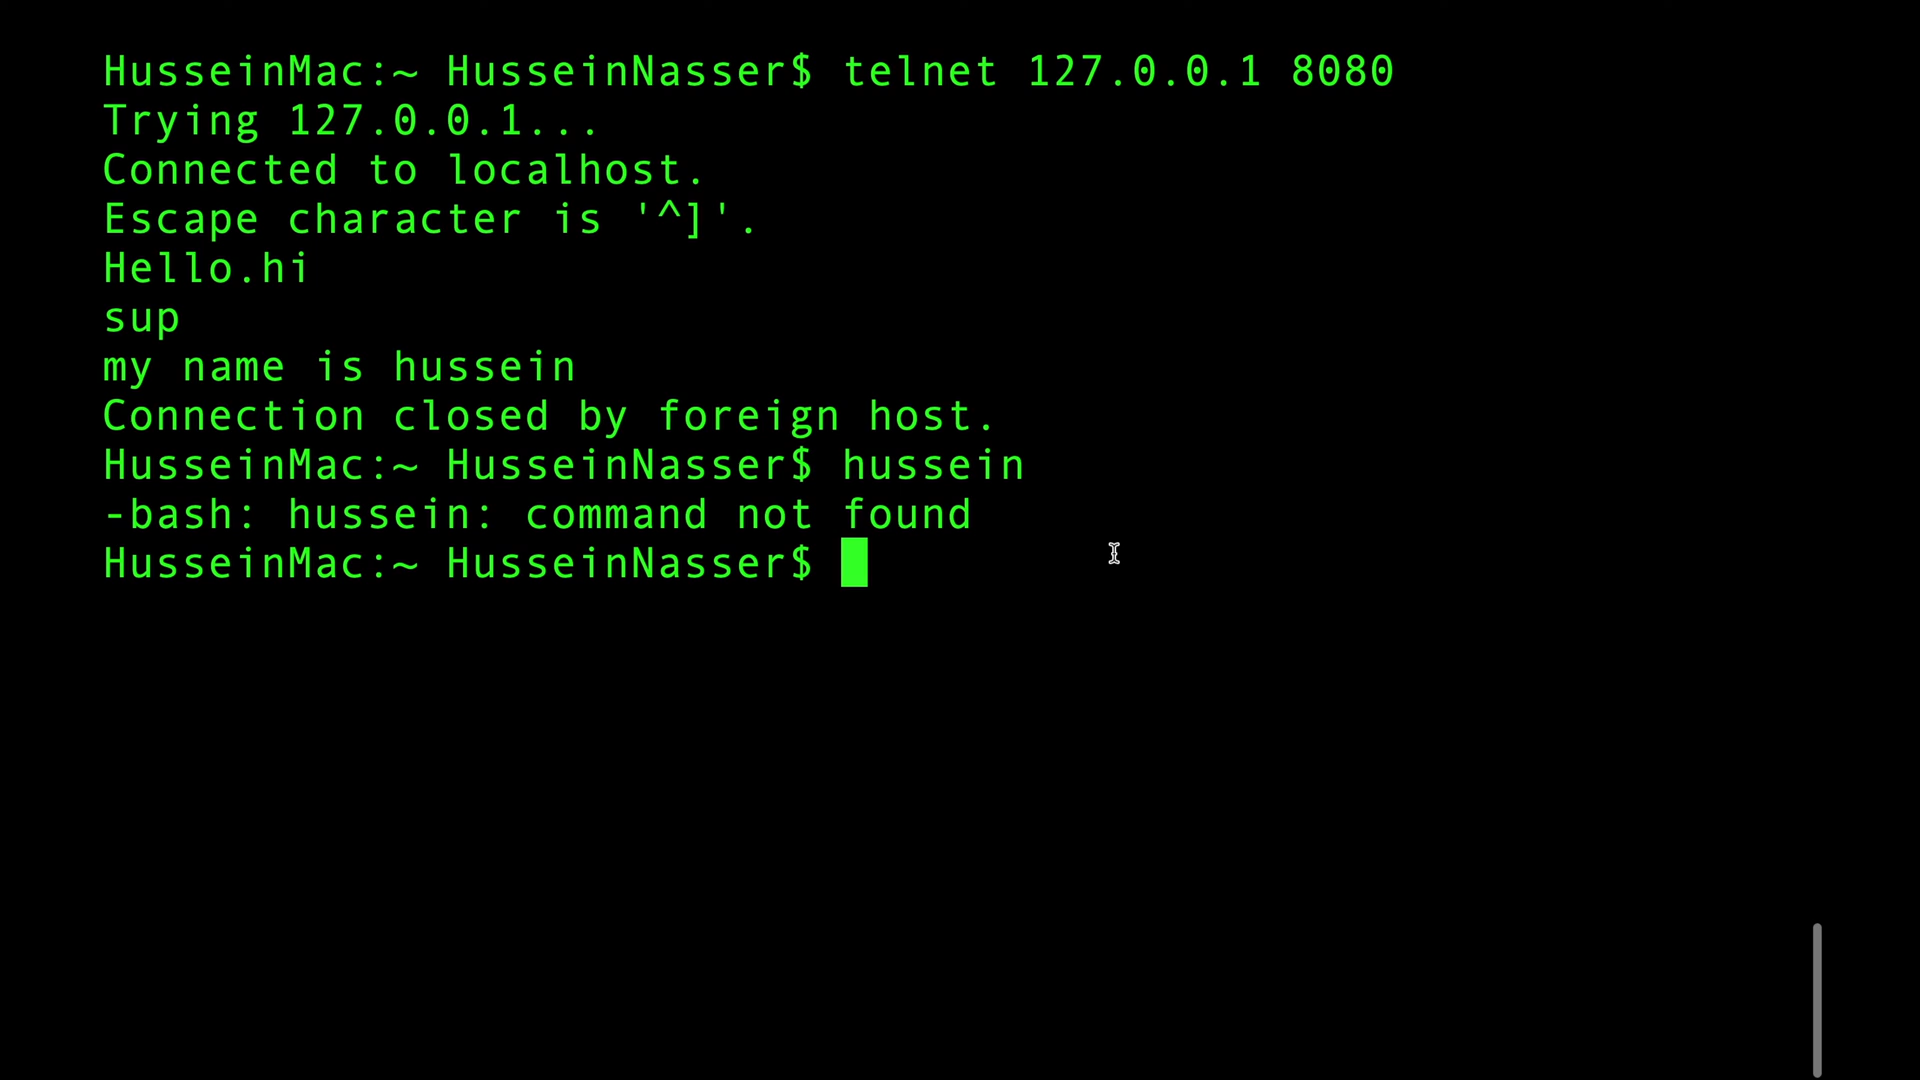 HusseinMac:~ HusseinNasser$ telnet 127.0.0.1 8080
Trying 127.0.0.1...
Connected to localhost.
Escape character is '^]'.
Hello.hi
sup
my name is hussein
Connection closed by foreign host.
HusseinMac:~ HusseinNasser$ hussein
-bash: hussein: command not found
HusseinMac:~ HusseinNasser$